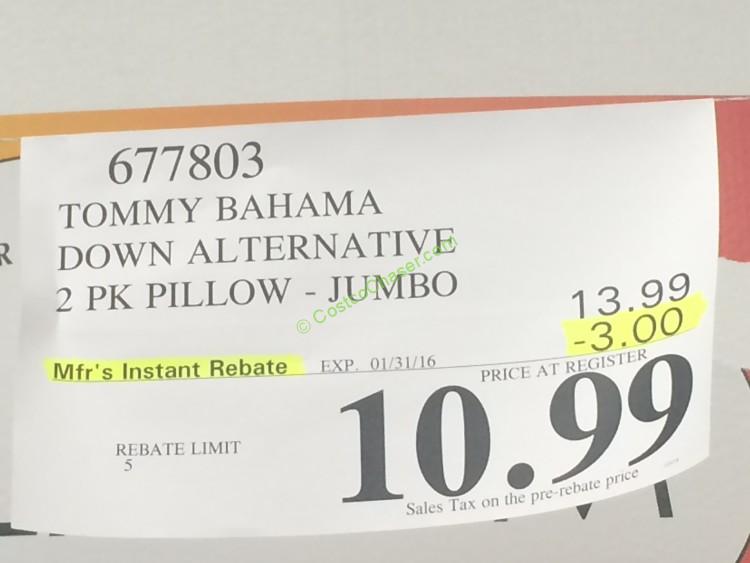 677803
TOMMY BAHAMA
DOWN ALTERNATIVE
2 PK PILLOW - JUMBO
© CostcoChaser.com
13.99
-3.00
Mfr's Instant Rebate EXP. 01/31/16
PRICE AT REGISTER
10.99
REBATE LIMIT
5
Sales Tax on the pre-rebate price
R